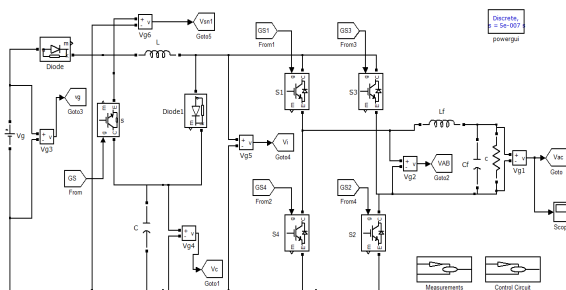 Discrete,
s = 5e-007 s
powergui
Vg6
Vsn1
Goto5
GS1
From1
GS3
From3
m
Diode
L
vg
Goto3
Vg3
Vg
s
Diode1
S1
S3
Lf
Vg5
Vi
Goto4
GS
From
Vg2
VAB
Goto2
Cf
c
Vg1
Vac
Goto
Scop
GS4
From2
GS2
From4
C
Vg4
Vc
Goto1
S4
S2
Measurements
Control Circuit